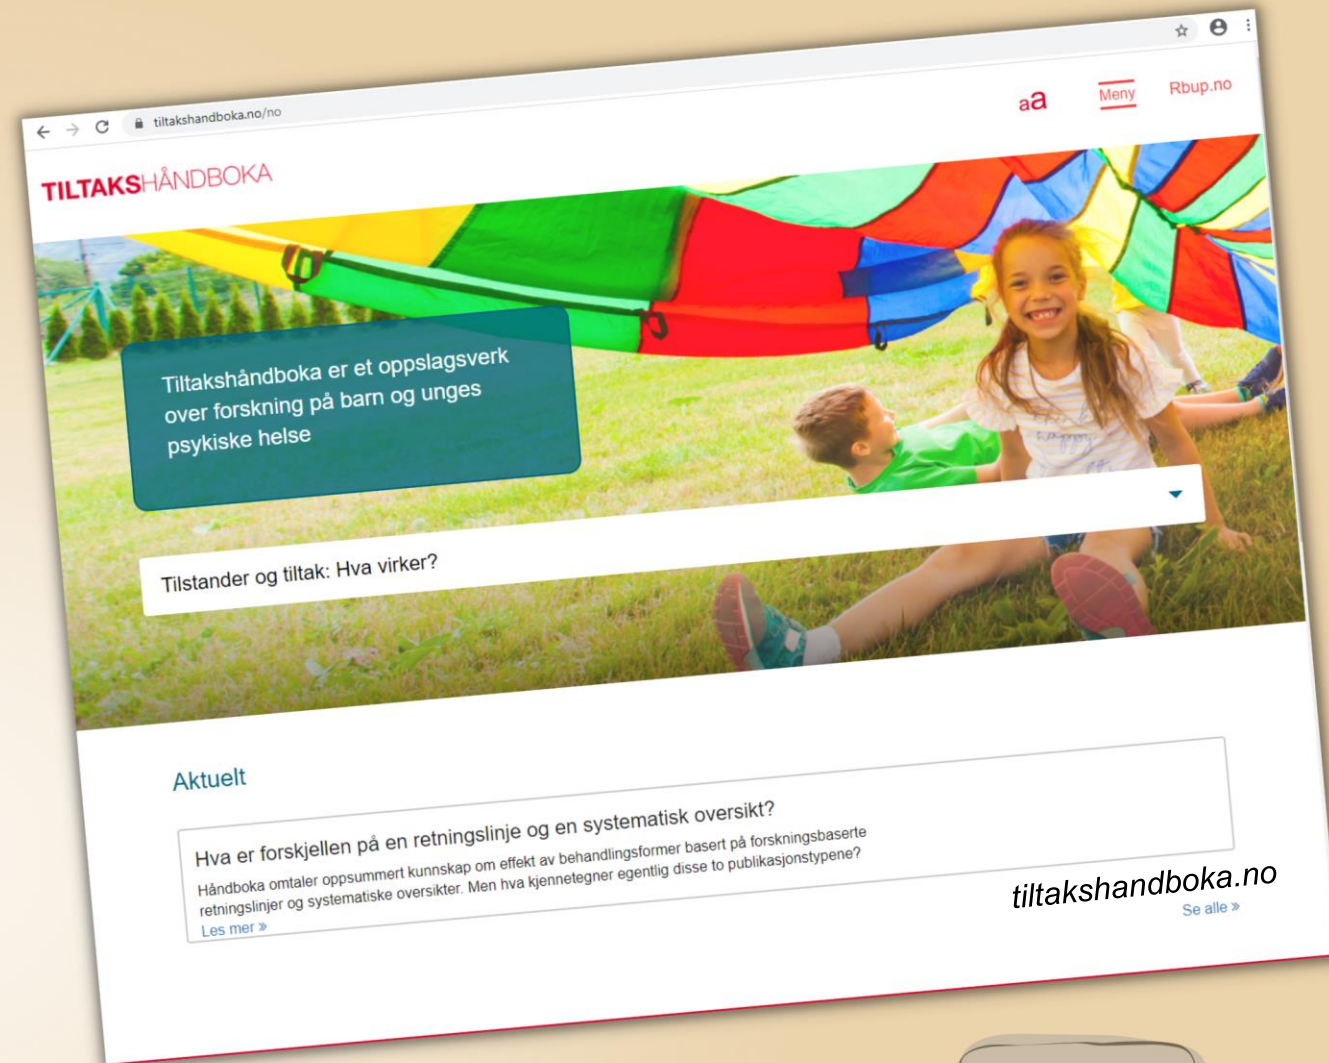 tiltakshandboka.no/no
aA Meny Rbup.no
TILTAKSHÅNDBOKA
Tiltakshåndboka er et oppslagsverk
over forskning på barn og unges
psykiske helse
Tilstander og tiltak: Hva virker?
Aktuelt
Hva er forskjellen på en retningslinje og en systematisk oversikt?
Håndboka omtaler oppsummert kunnskap om effekt av behandlingsformer basert på forskningsbaserte
retningslinjer og systematiske oversikter. Men hva kjennetegner egentlig disse to publikasjonstypene?
Les mer »
tiltakshandboka.no
Se alle »